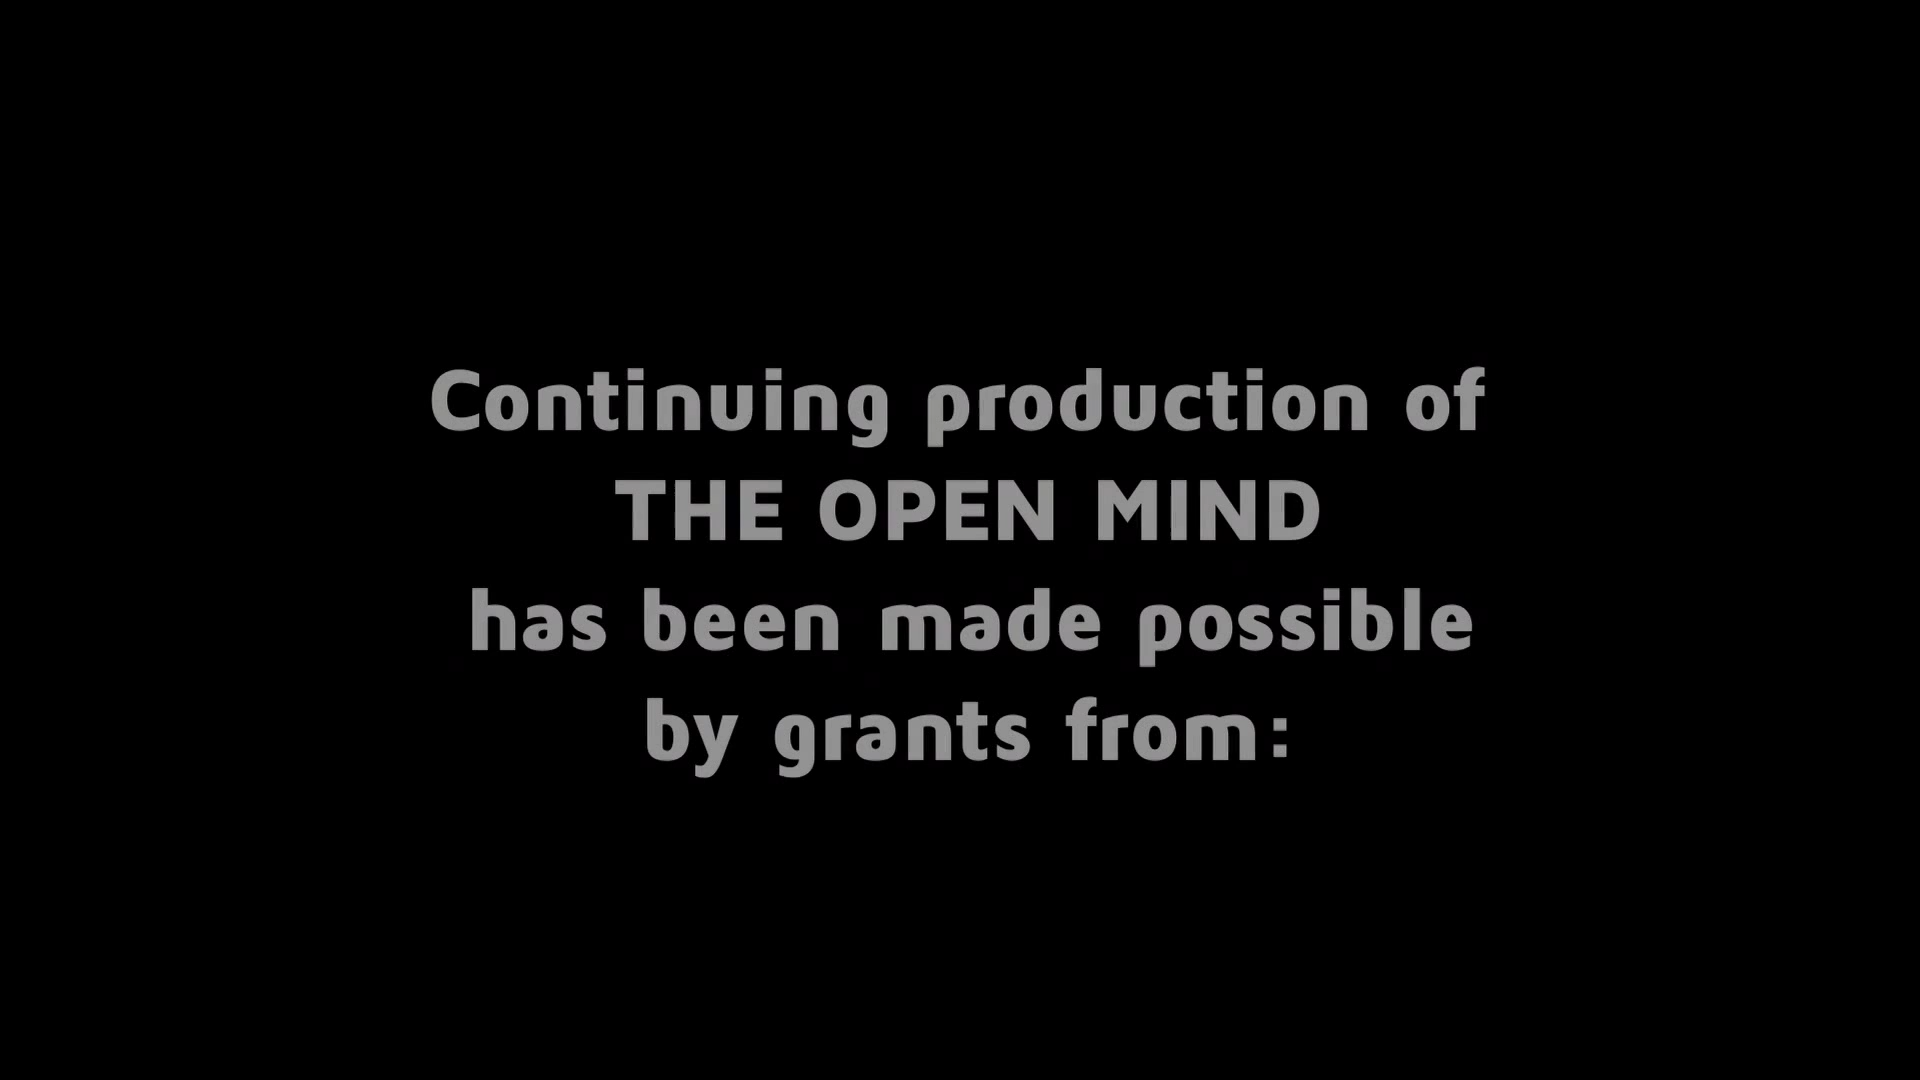 Continuing production of
THE OPEN MIND
has been made possible
by grants from: